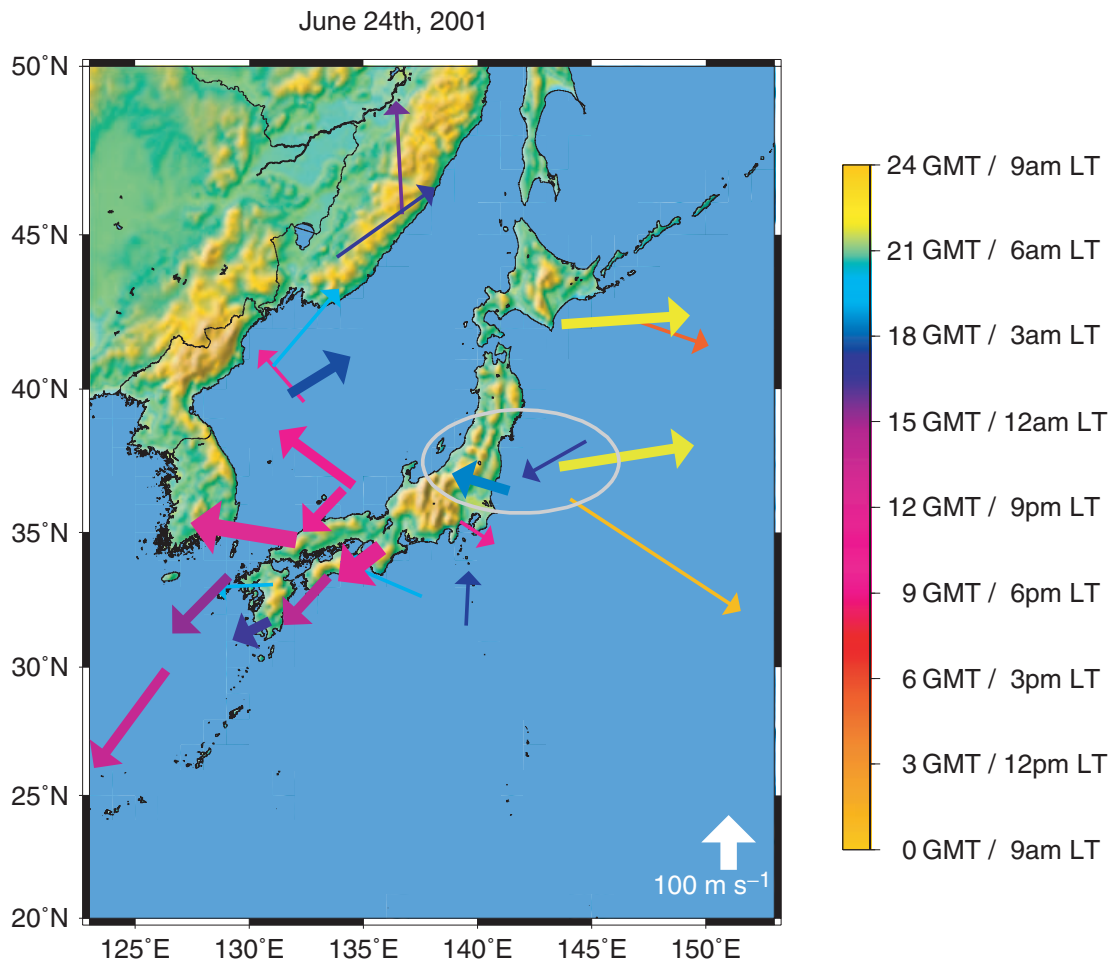 June 24th, 2001
50°N
45°N
40°N
35°N
30°N
25°N
20°N
125°E
130°E
135°E
140°E
145°E
150°E
100 m s⁻¹
24 GMT / 9am LT
21 GMT / 6am LT
18 GMT / 3am LT
15 GMT / 12am LT
12 GMT / 9pm LT
9 GMT / 6pm LT
6 GMT / 3pm LT
3 GMT / 12pm LT
0 GMT / 9am LT